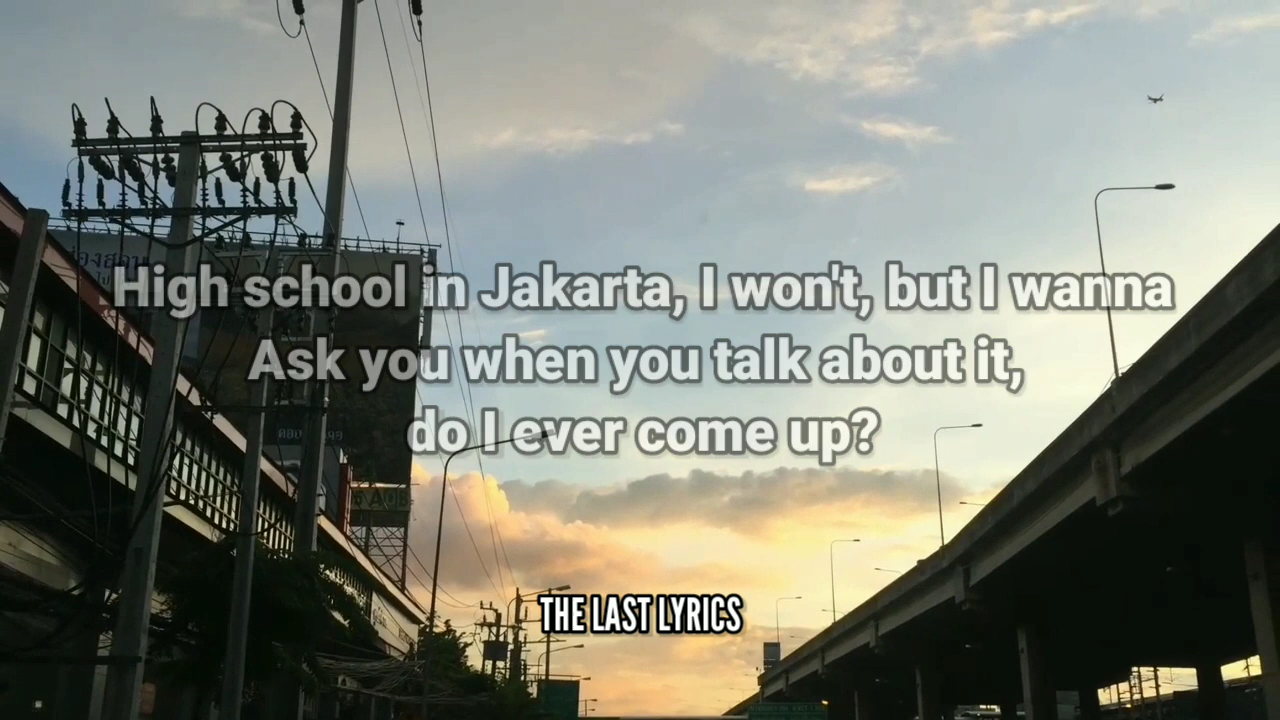 High school in Jakarta, I won't, but I wanna
Ask you when you talk about it,
do I ever come up?
THE LAST LYRICS